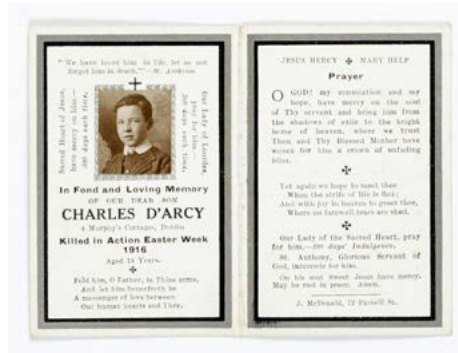 "We have loved him in life, let us not
forget him in death."—St. Ambrose
Sacred Heart of Jesus,
have mercy on him.—
300 days each time.
Our Lady of Lourdes,
pray for him.
300 days each time.
In Fond and Loving Memory
OF OUR DEAR SON
CHARLES D'ARCY
4 Murphy's Cottages, Dublin
Killed in Action Easter Week
1916
Aged 15 Years.
Fold him, O Father, in Thine arms,
And let him henceforth be
A messenger of love between
Our human hearts and Thee.
JESUS MERCY ✠ MARY HELP
Prayer
O GOD! my consolation and my
hope, have mercy on the soul
of Thy servant and bring him from
the shadows of exile to the bright
home of heaven, where we trust
Thou and Thy Blessed Mother have
woven for him a crown of unfading
bliss.
Yet again we hope to meet thee
When the strife of life is fled;
And with joy in heaven to greet thee,
Where no farewell tears are shed.
Our Lady of the Sacred Heart, pray
for him,—100 days' Indulgence.
St. Anthony, Glorious Servant of
God, intercede for him.
On his soul Sweet Jesus have mercy.
May he rest in peace. Amen.
J. McDonald, 72 Parnell St.